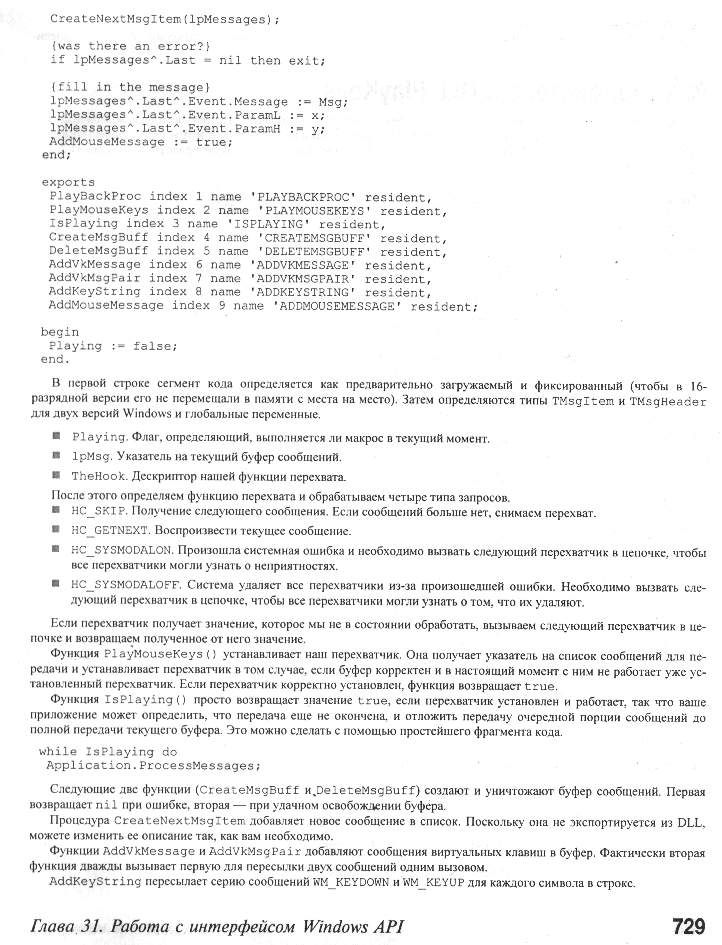 CreateNextMsgItem(lpMessages);
{was there an error?}
if lpMessages^.Last = nil then exit;
{fill in the message}
lpMessages^.Last^.Event.Message := Msg;
lpMessages^.Last^.Event.ParamL := x;
lpMessages^.Last^.Event.ParamH := y;
AddMouseMessage := true;
end;
exports
PlayBackProc index 1 name 'PLAYBACKPROC' resident,
PlayMouseKeys index 2 name 'PLAYMOUSEKEYS' resident,
IsPlaying index 3 name 'ISPLAYING' resident,
CreateMsgBuff index 4 name 'CREATEMSGBUFF' resident,
DeleteMsgBuff index 5 name 'DELETEMSGBUFF' resident,
AddVkMessage index 6 name 'ADDVKMESSAGE' resident,
AddVkMsgPair index 7 name 'ADDVKMSGPAIR' resident,
AddKeyString index 8 name 'ADDKEYSTRING' resident,
AddMouseMessage index 9 name 'ADDMOUSEMESSAGE' resident;
begin
Playing := false;
end.
В первой строке сегмент кода определяется как предварительно загружаемый и фиксированный (чтобы в 16-
разрядной версии его не перемещали в памяти с места на место). Затем определяются типы TMsgItem и TMsgHeader
для двух версий Windows и глобальные переменные.
■ Playing. Флаг, определяющий, выполняется ли макрос в текущий момент.
■ lpMsg. Указатель на текущий буфер сообщений.
■ TheHook. Дескриптор нашей функции перехвата.
После этого определяем функцию перехвата и обрабатываем четыре типа запросов.
■ HC_SKIP. Получение следующего сообщения. Если сообщений больше нет, снимаем перехват.
■ HC_GETNEXT. Воспроизвести текущее сообщение.
■ HC_SYSMODALON. Произошла системная ошибка и необходимо вызвать следующий перехватчик в цепочке, чтобы
все перехватчики могли узнать о неприятностях.
■ HC_SYSMODALOFF. Система удаляет все перехватчики из-за произошедшей ошибки. Необходимо вызвать сле-
дующий перехватчик в цепочке, чтобы все перехватчики могли узнать о том, что их удаляют.
Если перехватчик получает значение, которое мы не в состоянии обработать, вызываем следующий перехватчик в це-
почке и возвращаем полученное от него значение.
Функция PlayMouseKeys() устанавливает наш перехватчик. Она получает указатель на список сообщений для пе-
редачи и устанавливает перехватчик в том случае, если буфер корректен и в настоящий момент с ним не работает уже ус-
тановленный перехватчик. Если перехватчик корректно установлен, функция возвращает true.
Функция IsPlaying() просто возвращает значение true, если перехватчик установлен и работает, так что ваше
приложение может определить, что передача еще не окончена, и отложить передачу очередной порции сообщений до
полной передачи текущего буфера. Это можно сделать с помощью простейшего фрагмента кода.
while IsPlaying do
Application.ProcessMessages;
Следующие две функции (CreateMsgBuff и DeleteMsgBuff) создают и уничтожают буфер сообщений. Первая
возвращает nil при ошибке, вторая — при удачном освобождении буфера.
Процедура CreateNextMsgItem добавляет новое сообщение в список. Поскольку она не экспортируется из DLL,
можете изменить ее описание так, как вам необходимо.
Функции AddVkMessage и AddVkMsgPair добавляют сообщения виртуальных клавиш в буфер. Фактически вторая
функция дважды вызывает первую для пересылки двух сообщений одним вызовом.
AddKeyString пересылает серию сообщений WM_KEYDOWN и WM_KEYUP для каждого символа в строке.
Глава 31. Работа с интерфейсом Windows API 729